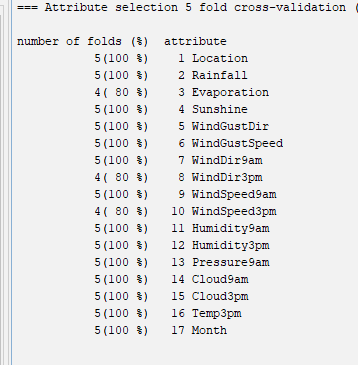 === Attribute selection 5 fold cross-validation (
number of folds (%)  attribute
           5(100 %)    1 Location
           5(100 %)    2 Rainfall
           4( 80 %)    3 Evaporation
           5(100 %)    4 Sunshine
           5(100 %)    5 WindGustDir
           5(100 %)    6 WindGustSpeed
           5(100 %)    7 WindDir9am
           4( 80 %)    8 WindDir3pm
           5(100 %)    9 WindSpeed9am
           4( 80 %)   10 WindSpeed3pm
           5(100 %)   11 Humidity9am
           5(100 %)   12 Humidity3pm
           5(100 %)   13 Pressure9am
           5(100 %)   14 Cloud9am
           5(100 %)   15 Cloud3pm
           5(100 %)   16 Temp3pm
           5(100 %)   17 Month